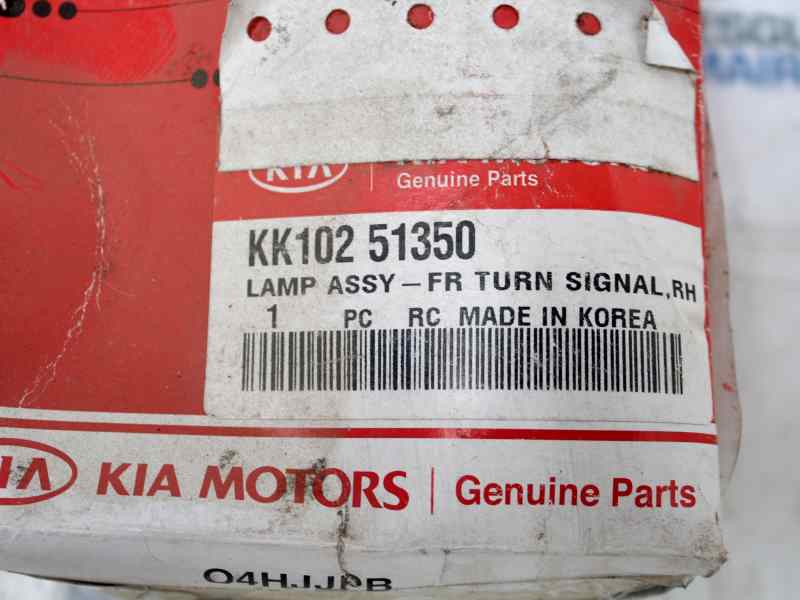 KIA
Genuine Parts
KK102 51350
LAMP ASSY - FR TURN SIGNAL, RH
1 PC RC MADE IN KOREA
KIA MOTORS | Genuine Parts